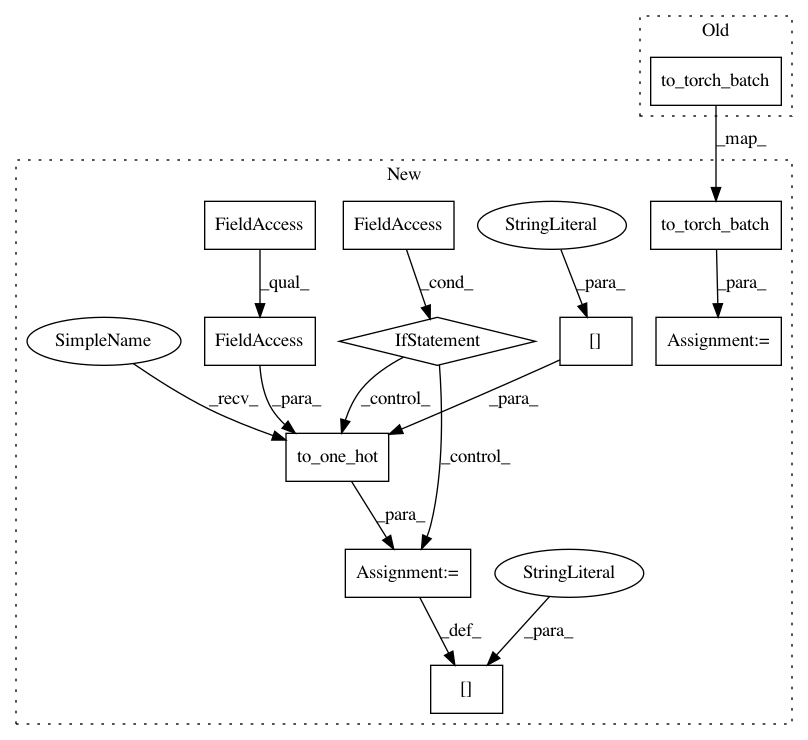 Old
to_torch_batch
_map_
New
FieldAccess
FieldAccess
StringLiteral
to_torch_batch
_qual_
_cond_
_para_
_para_
SimpleName
FieldAccess
IfStatement
[]
Assignment:=
_recv_
_para_
_control_
_para_
to_one_hot
_control_
_para_
Assignment:=
StringLiteral
_def_
_para_
[]